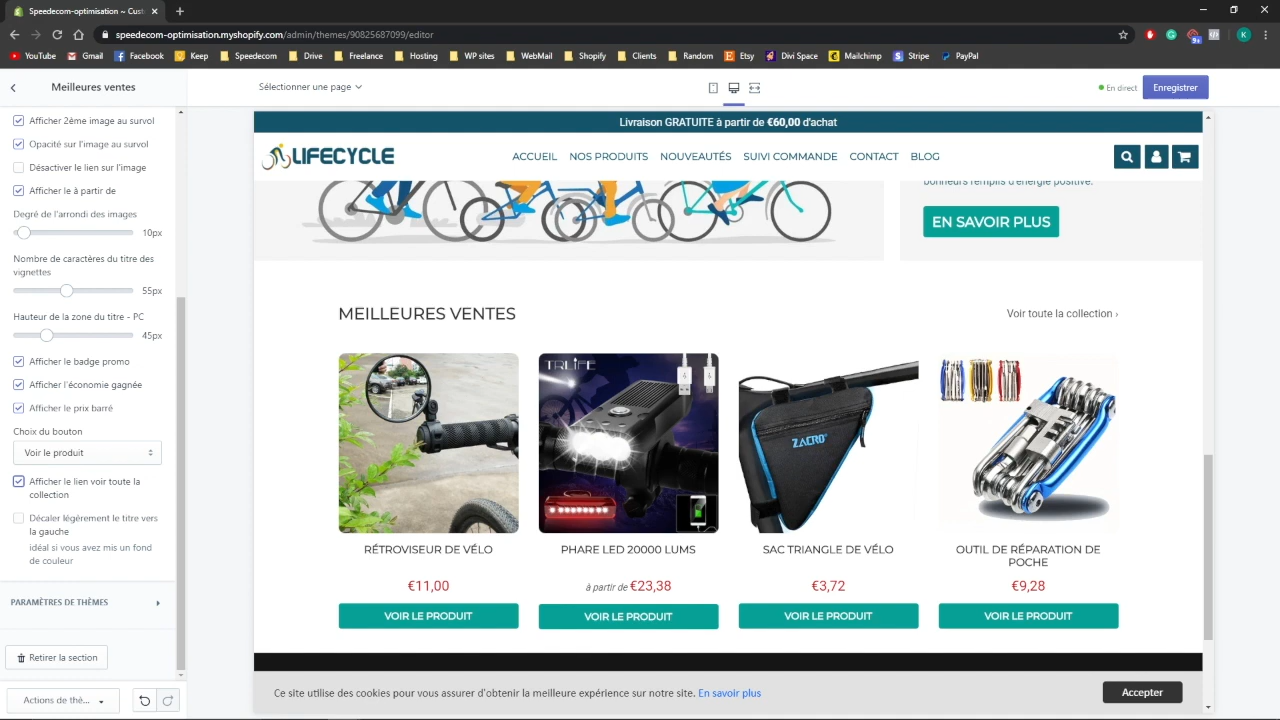 Speedecom-optimisation ~ Cust
speedecom-optimisation.myshopify.com/admin/themes/90825687099/editor
9+
K
YouTube Gmail Facebook Keep Speedecom Freelance Hosting WP sites WebMail Shopify Clients Random Etsy Divi Space Mailchimp Stripe PayPal
Meilleures ventes
Sélectionner une page
En direct
Enregistrer
Afficher 2ème image au survol
Opacité sur l'image au survol
Désactiver le lien sur l'image
Afficher le à partir de
Degré de l'arondi des images
10px
Nombre de caractères du titre des
vignettes
55px
Hauteur de la zone du titre - PC
45px
Afficher le badge promo
Afficher l'économie gagnée
Afficher le prix barré
Choix du bouton
Voir le produit
Afficher le lien voir toute la
collection
Décaler légérement le titre vers
la gauche
idéal si vous avez mis un fond
de couleur
PARAMÈTRES DE THÈMES
Retirer la section
Actions de thè...
Livraison GRATUITE à partir de €60,00 d'achat
LIFECYCLE
ACCUEIL NOS PRODUITS NOUVEAUTÉS SUIVI COMMANDE CONTACT BLOG
bonheurs remplis d'énergie positive.
EN SAVOIR PLUS
MEILLEURES VENTES
Voir toute la collection ›
TRLIFE
ZACRO
RÉTROVISEUR DE VÉLO
€11,00
VOIR LE PRODUIT
PHARE LED 20000 LUMS
à partir de €23,38
VOIR LE PRODUIT
SAC TRIANGLE DE VÉLO
€3,72
VOIR LE PRODUIT
OUTIL DE RÉPARATION DE
POCHE
€9,28
VOIR LE PRODUIT
Ce site utilise des cookies pour vous assurer d'obtenir la meilleure expérience sur notre site. En savoir plus
Accepter